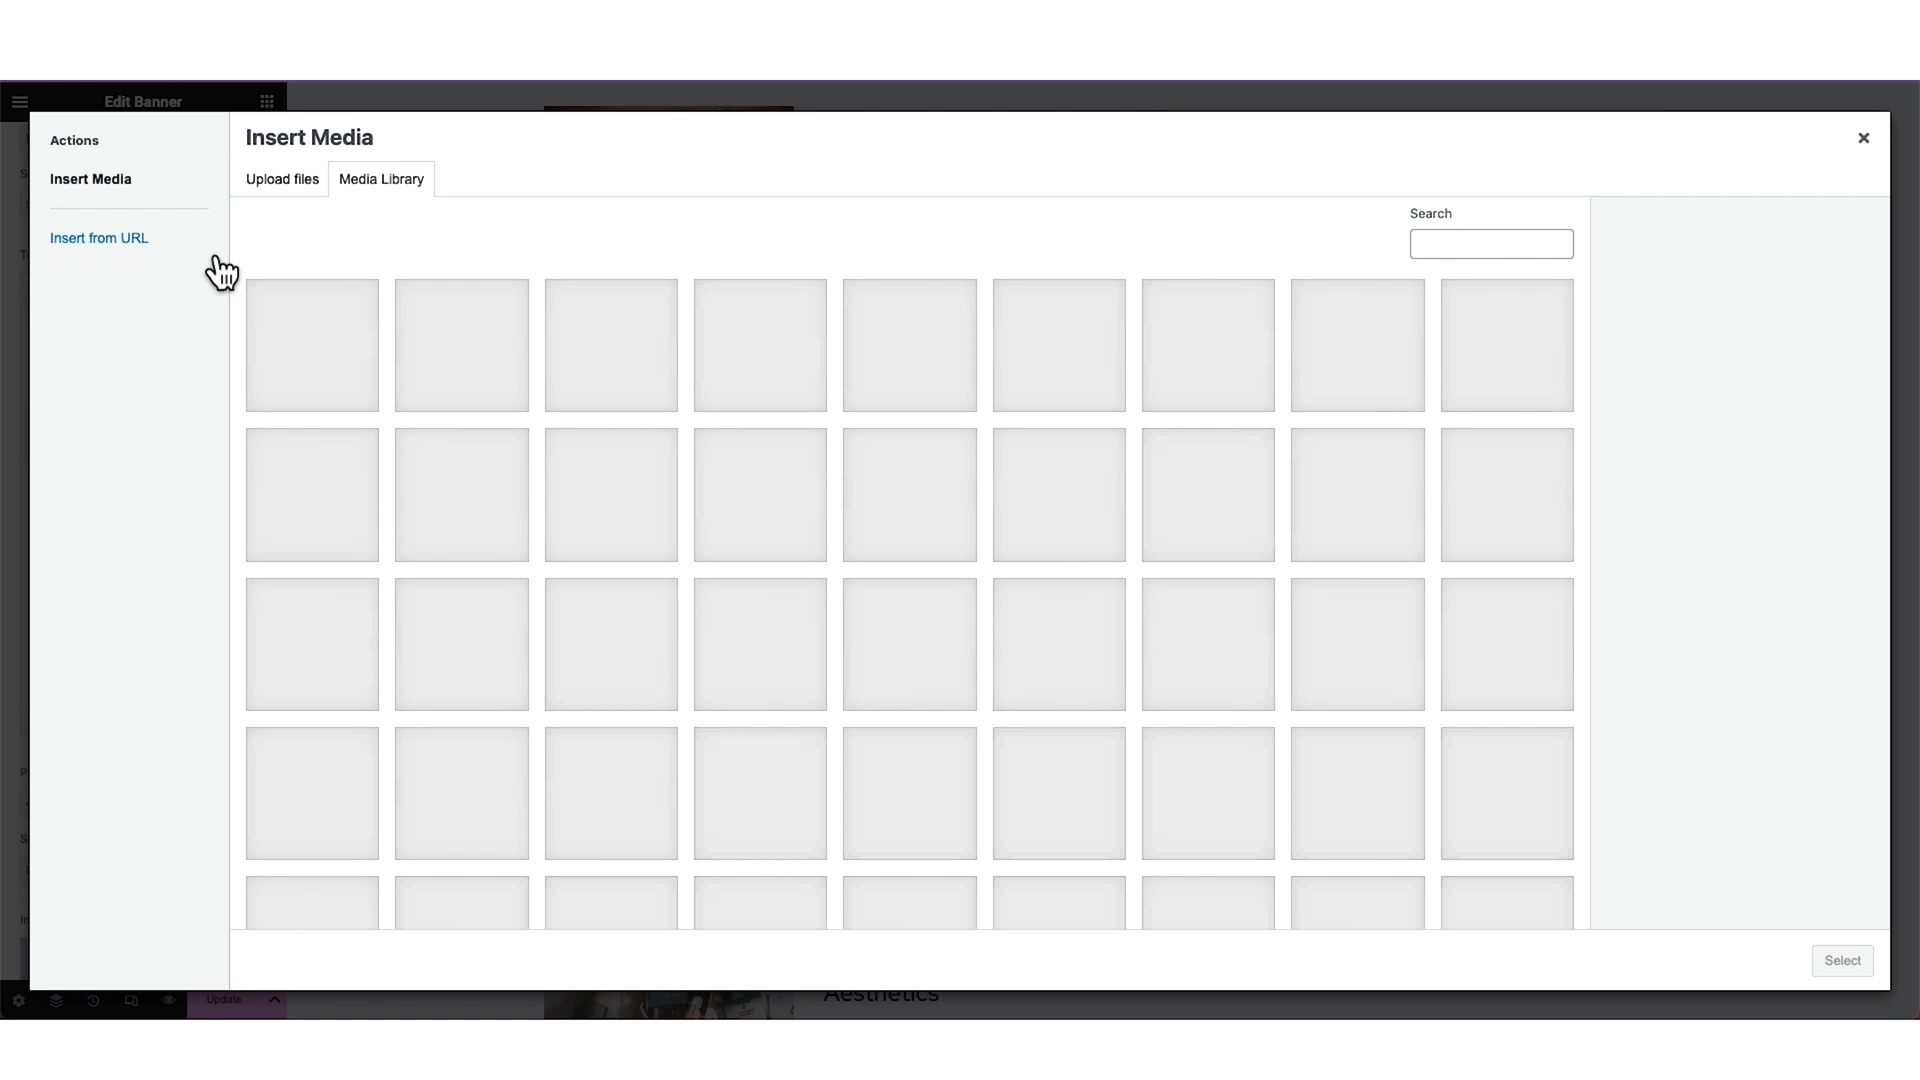 Edit Banner
Actions
Insert Media
Insert from URL
Insert Media
Upload files
Media Library
Search
Select
Update
Aesthetics